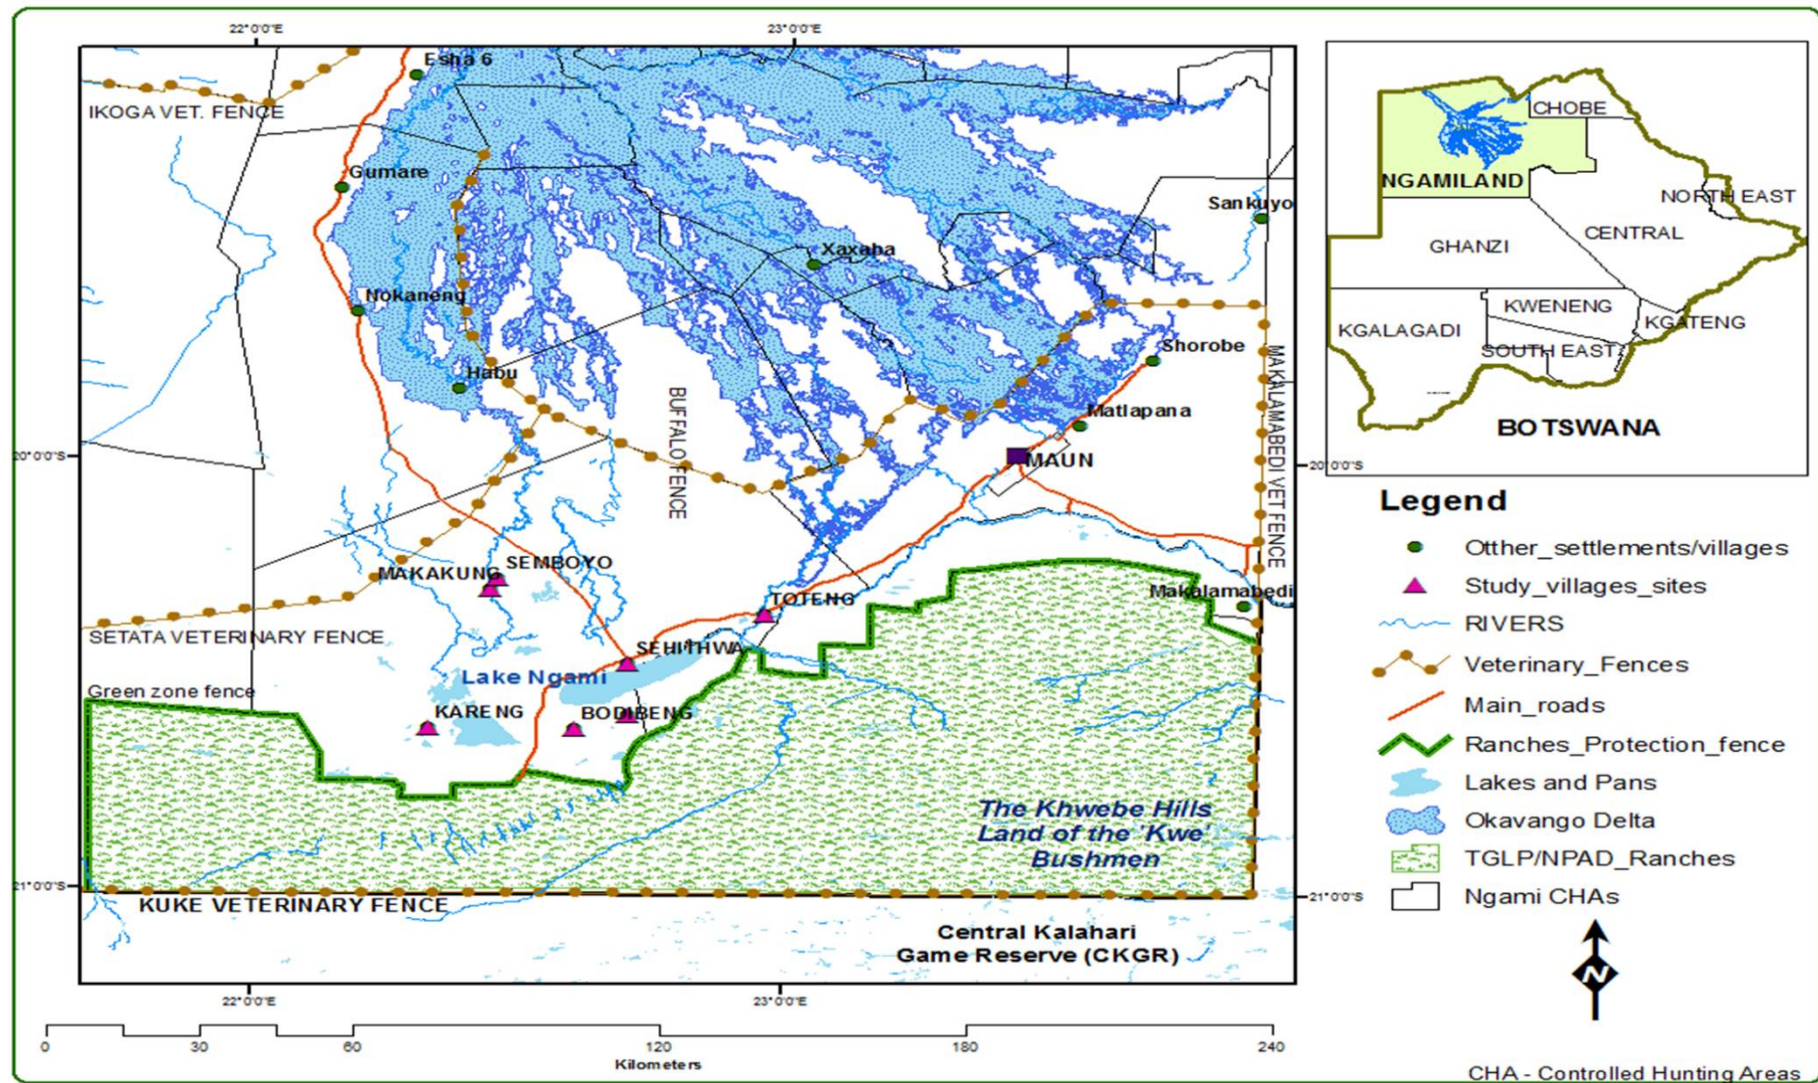 22°0'0"E
23°0'0"E
Esha 6
IKOGA VET. FENCE
Gumare
Sankuyo
Xaxaba
Nokaneng
Shorobe
Habu
Matlapana
BUFFALO FENCE
MAKALAMABEDI VET FENCE
20°0'0"S
MAUN
20°0'0"S
SEMBOYO
MAKAKUNG
Makalamabedi
TOTENG
SETATA VETERINARY FENCE
SEHITHWA
Lake Ngami
Green zone fence
KARENG
BODIBENG
The Khwebe Hills
Land of the 'Kwe'
Bushmen
21°0'0"S
KUKE VETERINARY FENCE
21°0'0"S
Central Kalahari
Game Reserve (CKGR)
22°0'0"E
23°0'0"E
0 30 60 120 180 240
Kilometers
CHOBE
NGAMILAND
NORTH EAST
CENTRAL
GHANZI
KWENENG
KGATENG
KGALAGADI
SOUTH EAST
BOTSWANA
Legend
Otther_settlements/villages
Study_villages_sites
RIVERS
Veterinary_Fences
Main_roads
Ranches_Protection_fence
Lakes and Pans
Okavango Delta
TGLP/NPAD_Ranches
Ngami CHAs
N
CHA - Controlled Hunting Areas